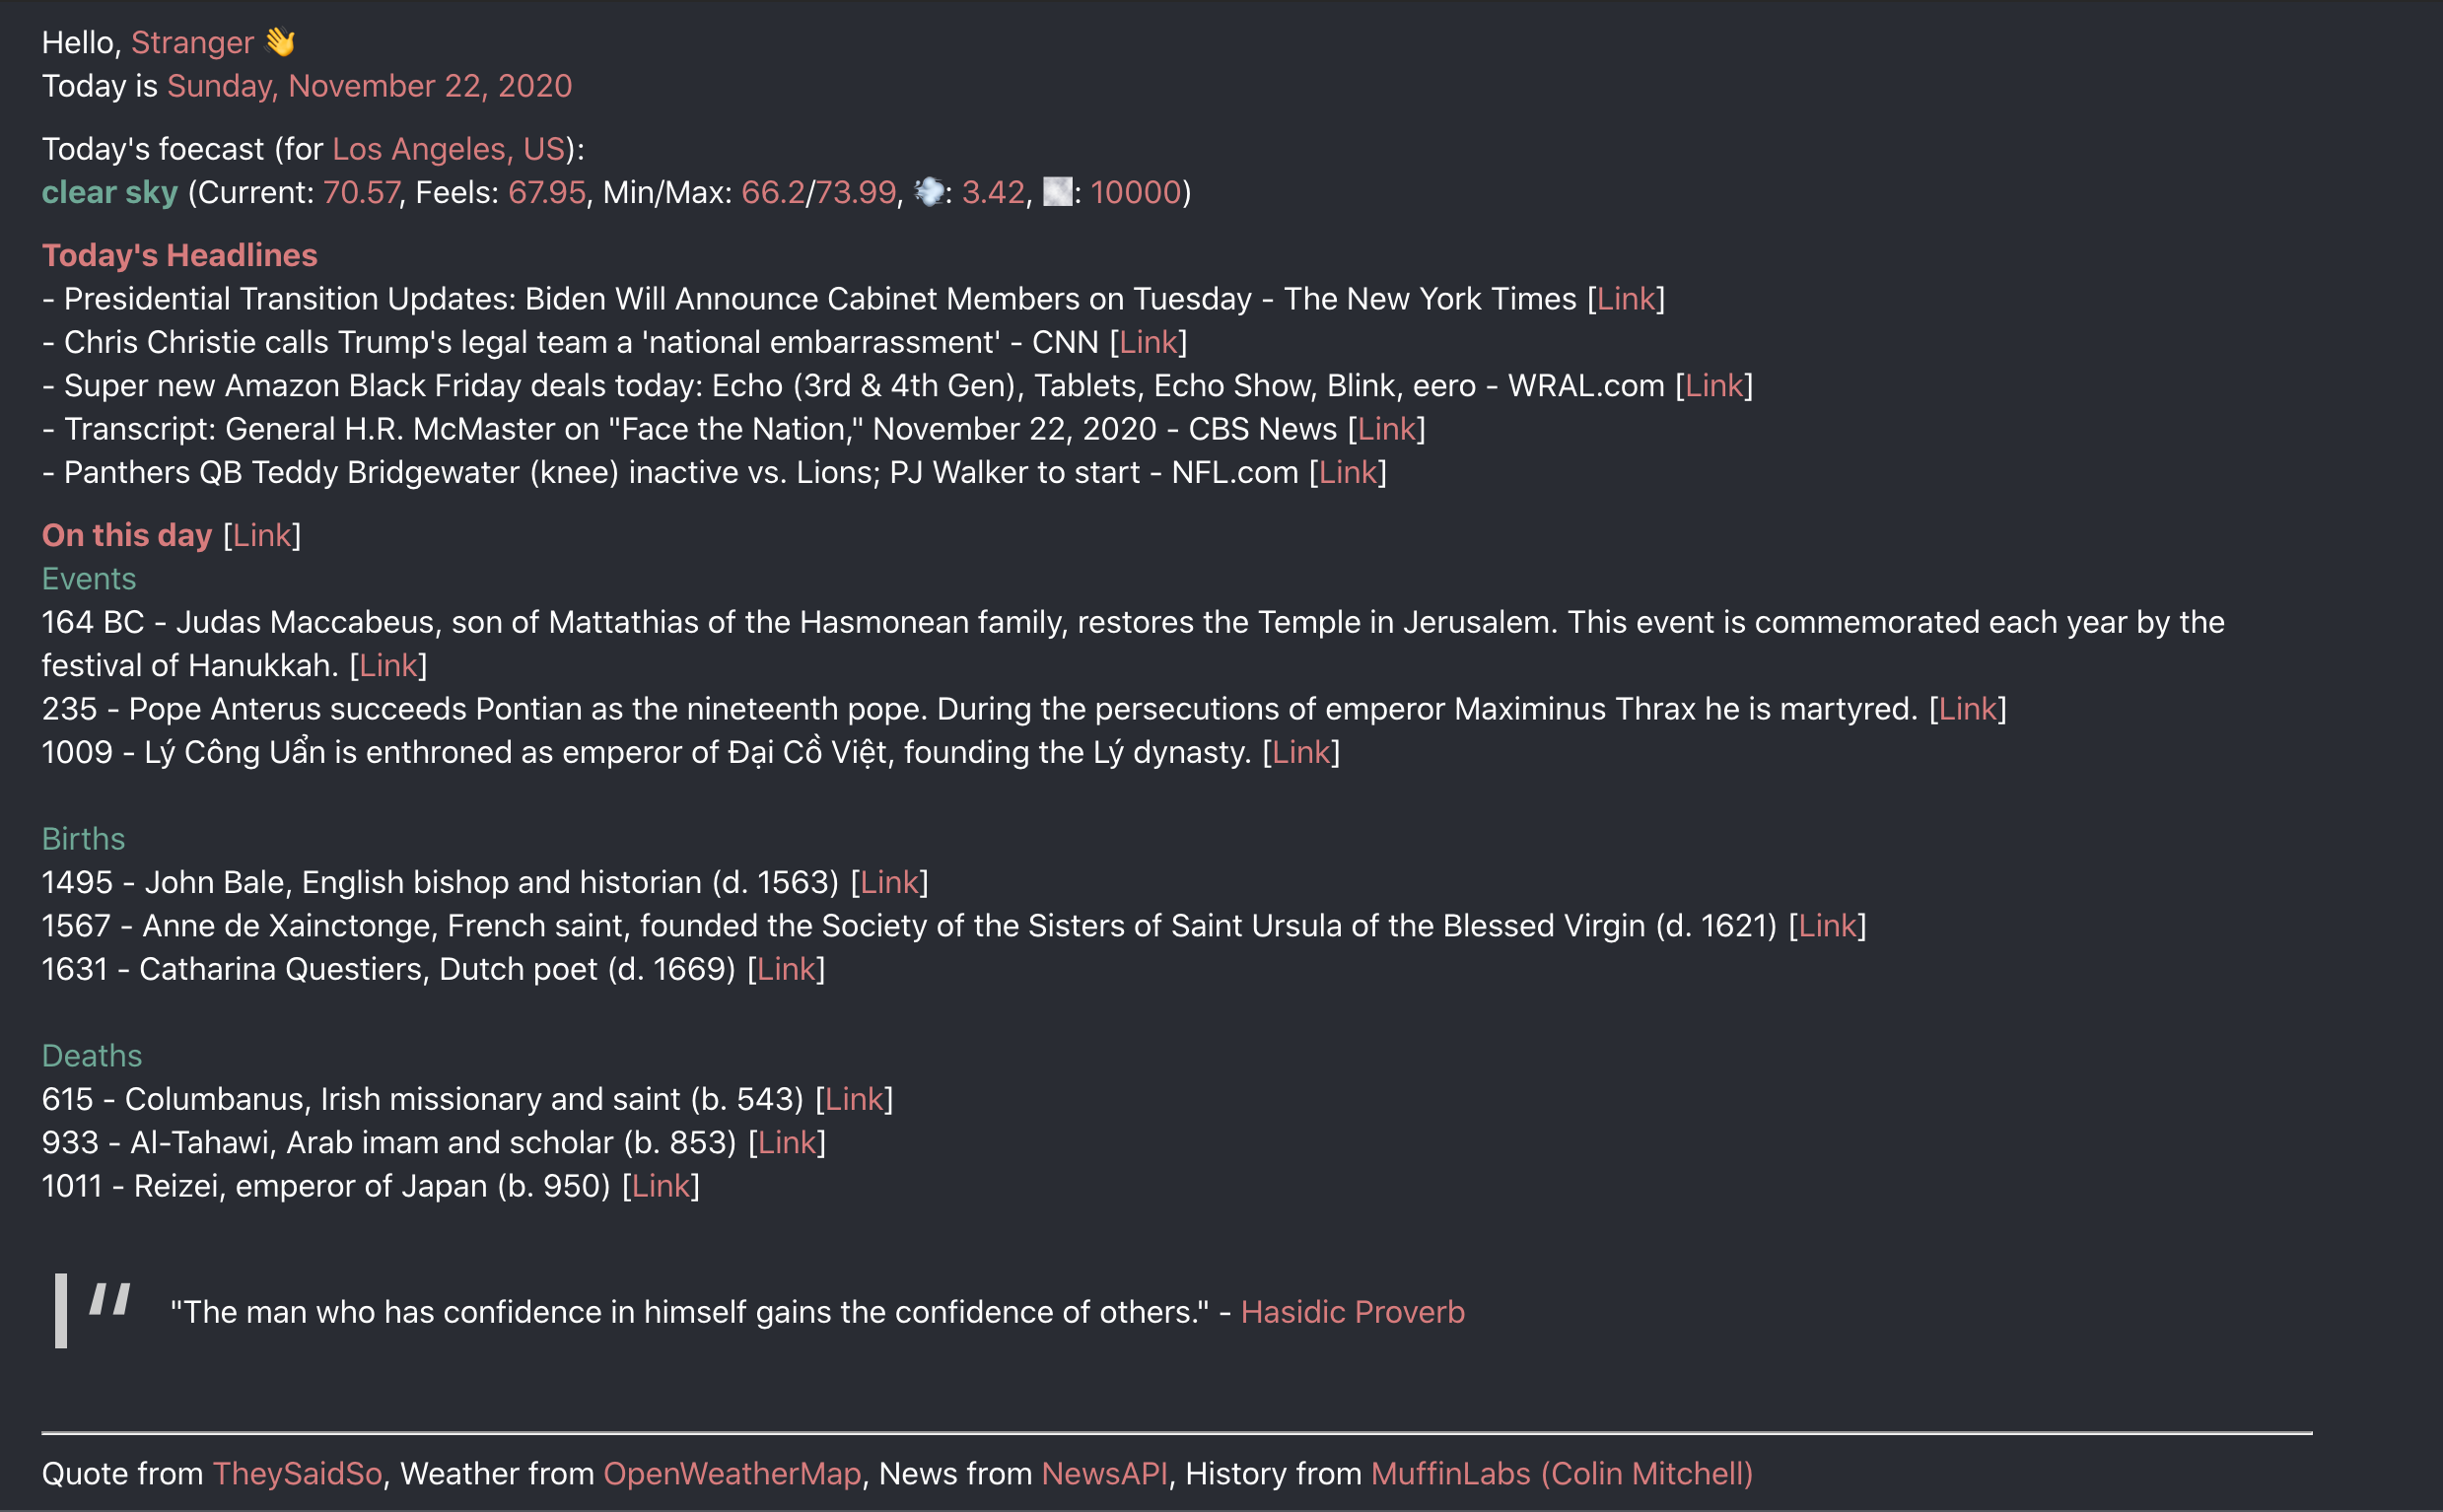 Hello, Stranger 👋
Today is Sunday, November 22, 2020
Today's foecast (for Los Angeles, US):
clear sky (Current: 70.57, Feels: 67.95, Min/Max: 66.2/73.99, 💨: 3.42, 🌫: 10000)
Today's Headlines
- Presidential Transition Updates: Biden Will Announce Cabinet Members on Tuesday - The New York Times [Link]
- Chris Christie calls Trump's legal team a 'national embarrassment' - CNN [Link]
- Super new Amazon Black Friday deals today: Echo (3rd & 4th Gen), Tablets, Echo Show, Blink, eero - WRAL.com [Link]
- Transcript: General H.R. McMaster on "Face the Nation," November 22, 2020 - CBS News [Link]
- Panthers QB Teddy Bridgewater (knee) inactive vs. Lions; PJ Walker to start - NFL.com [Link]
On this day [Link]
Events
164 BC - Judas Maccabeus, son of Mattathias of the Hasmonean family, restores the Temple in Jerusalem. This event is commemorated each year by the
festival of Hanukkah. [Link]
235 - Pope Anterus succeeds Pontian as the nineteenth pope. During the persecutions of emperor Maximinus Thrax he is martyred. [Link]
1009 - Lý Công Uẩn is enthroned as emperor of Đại Cồ Việt, founding the Lý dynasty. [Link]
Births
1495 - John Bale, English bishop and historian (d. 1563) [Link]
1567 - Anne de Xainctonge, French saint, founded the Society of the Sisters of Saint Ursula of the Blessed Virgin (d. 1621) [Link]
1631 - Catharina Questiers, Dutch poet (d. 1669) [Link]
Deaths
615 - Columbanus, Irish missionary and saint (b. 543) [Link]
933 - Al-Tahawi, Arab imam and scholar (b. 853) [Link]
1011 - Reizei, emperor of Japan (b. 950) [Link]
" "The man who has confidence in himself gains the confidence of others." - Hasidic Proverb
Quote from TheySaidSo, Weather from OpenWeatherMap, News from NewsAPI, History from MuffinLabs (Colin Mitchell)